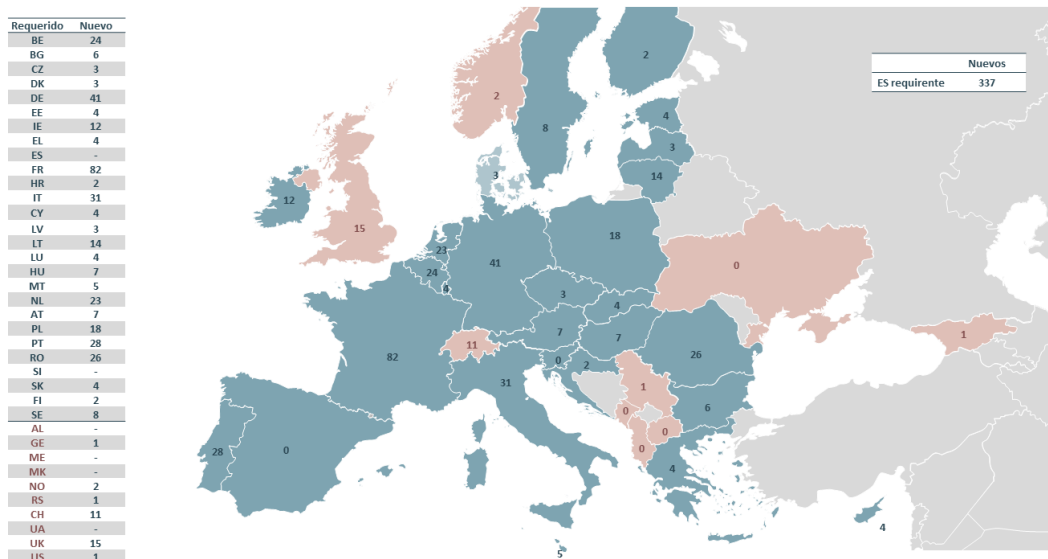 Requerido Nuevo
BE 24
BG 6
CZ 3
DK 3
DE 41
EE 4
IE 12
EL 4
ES -
FR 82
HR 2
IT 31
CY 4
LV 3
LT 14
LU 4
HU 7
MT 5
NL 23
AT 7
PL 18
PT 28
RO 26
SI -
SK 4
FI 2
SE 8
AL -
GE 1
ME -
MK -
NO 2
RS 1
CH 11
UA -
UK 15
US 1
Nuevos
ES requirente 337
2
2
8
4
3
14
3
12
15
23
24
41
18
0
3
4
7
7
11
82
0
2
26
1
31
1
0
6
0
0
28
0
4
4
5